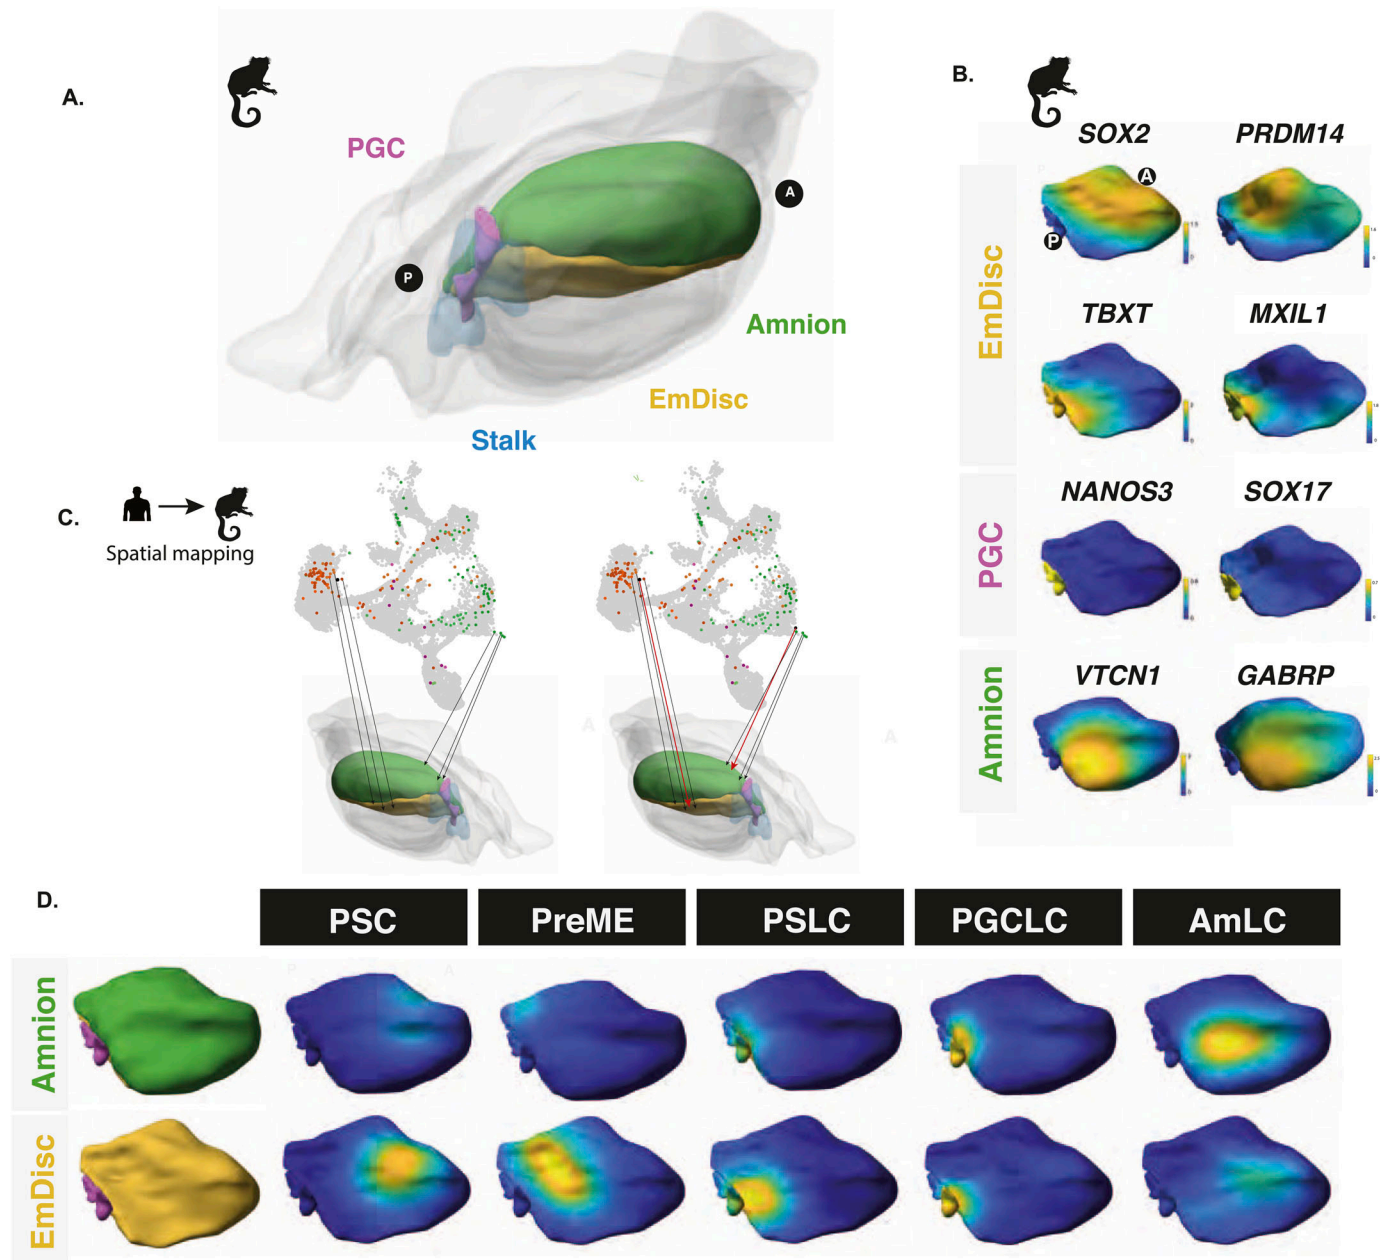 A.
PGC
A
P
Amnion
EmDisc
Stalk
B.
SOX2
PRDM14
A
P
EmDisc
TBXT
MXIL1
PGC
NANOS3
SOX17
Amnion
VTCN1
GABRP
C.
Spatial mapping
A
A
D.
PSC
PreME
PSLC
PGCLC
AmLC
Amnion
P
A
EmDisc